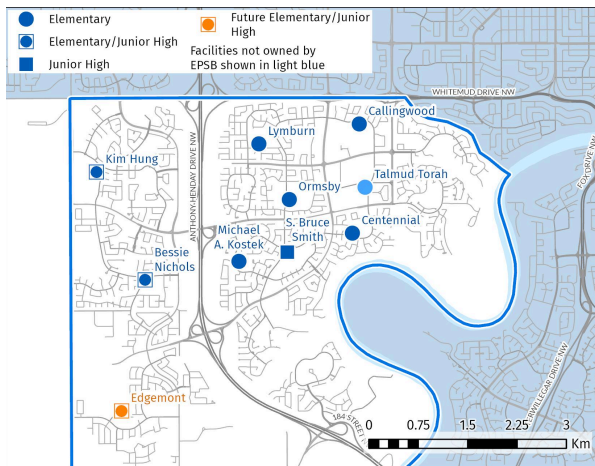 Elementary
Elementary/Junior High
Junior High
Future Elementary/Junior
High
Facilities not owned by
EPSB shown in light blue
WHITEMUD DRIVE NW
Callingwood
Lymburn
Kim Hung
ANTHONY HENDAY DRIVE NW
FOX DRIVE NW
Talmud Torah
Ormsby
S. Bruce
Smith
Centennial
Michael
A. Kostek
Bessie
Nichols
Edgemont
184 STREET
ERWILLEGAR DRIVE NW
0 0.75 1.5 2.25 3
Km